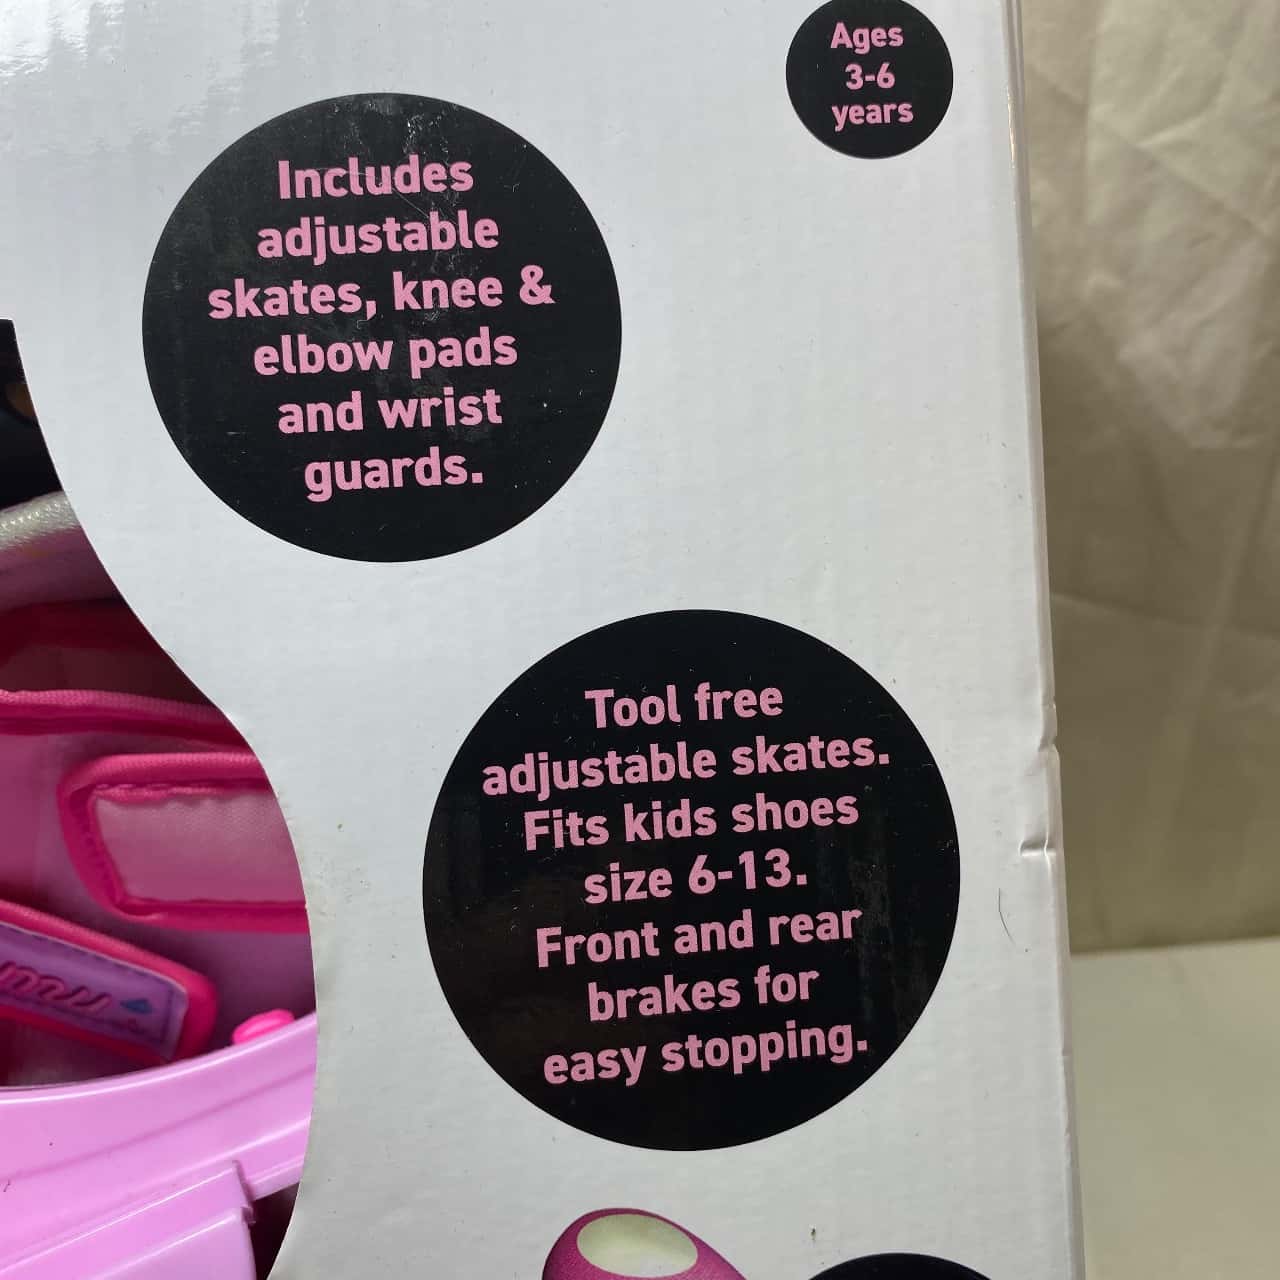 Ages
3-6
years
Includes
adjustable
skates, knee &
elbow pads
and wrist
guards.
Tool free
adjustable skates.
Fits kids shoes
size 6-13.
Front and rear
brakes for
easy stopping.